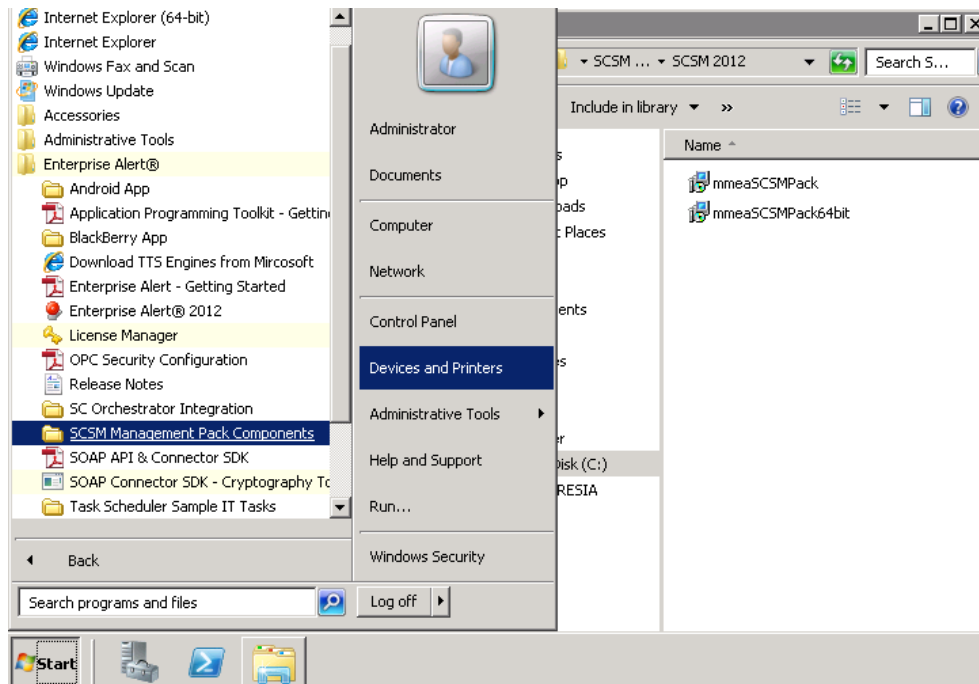 Internet Explorer (64-bit)
Internet Explorer
Windows Fax and Scan
Windows Update
Accessories
Administrative Tools
Enterprise Alert®
Android App
Application Programming Toolkit - Gettin
BlackBerry App
Download TTS Engines from Mircosoft
Enterprise Alert - Getting Started
Enterprise Alert® 2012
License Manager
OPC Security Configuration
Release Notes
SC Orchestrator Integration
SCSM Management Pack Components
SOAP API & Connector SDK
SOAP Connector SDK - Cryptography To
Task Scheduler Sample IT Tasks
Back
Search programs and files
Administrator
Documents
Computer
Network
Control Panel
Devices and Printers
Administrative Tools
Help and Support
Run...
Windows Security
Log off
SCSM ... SCSM 2012
Search S...
Include in library »
s
p
oads
t Places
ents
es
er
Disk (C:)
RESIA
Name
mmeaSCSMPack
mmeaSCSMPack64bit
Start